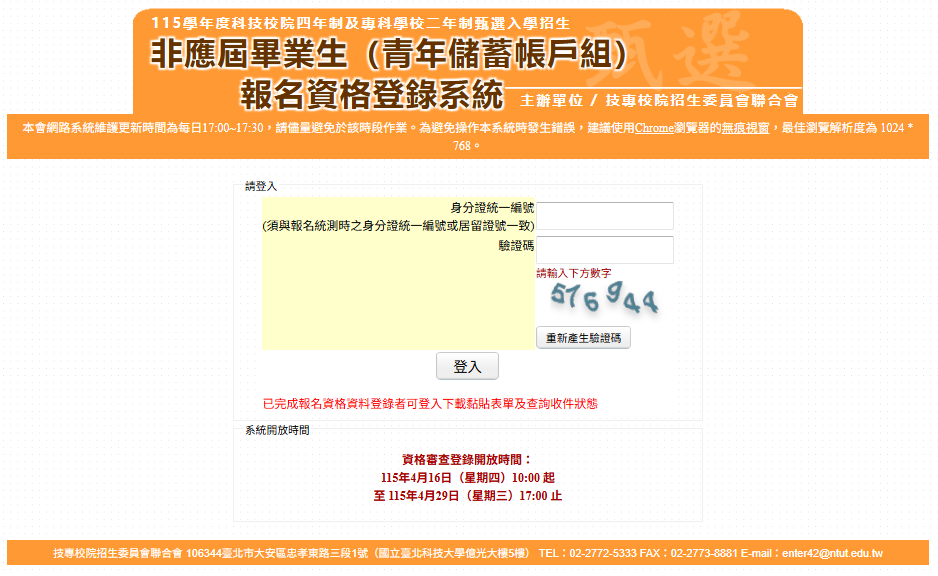 115學年度科技校院四年制及專科學校二年制甄選入學招生
甄選
非應屆畢業生（青年儲蓄帳戶組）
報名資格登錄系統
主辦單位 / 技專校院招生委員會聯合會
本會網路系統維護更新時間為每日17:00~17:30，請儘量避免於該時段作業。為避免操作本系統時發生錯誤，建議使用Chrome瀏覽器的無痕視窗，最佳瀏覽解析度為 1024 *
768。
請登入
身分證統一編號
(須與報名統測時之身分證統一編號或居留證號一致)
驗證碼
請輸入下方數字
576944
重新產生驗證碼
登入
已完成報名資格資料登錄者可登入下載黏貼表單及查詢收件狀態
系統開放時間
資格審查登錄開放時間：
115年4月16日（星期四）10:00 起
至 115年4月29日（星期三）17:00 止
技專校院招生委員會聯合會 106344臺北市大安區忠孝東路三段1號（國立臺北科技大學億光大樓5樓） TEL：02-2772-5333 FAX：02-2773-8881 E-mail：enter42@ntut.edu.tw